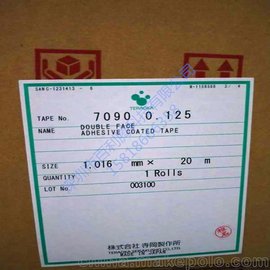 TERAOKA
TAPE No. 7090 0.125
NAME DOUBLE FACE
ADHESIVE COATED TAPE
SIZE 1,016 mm × 20 m
QUANTITY 1 Rolls
LOT No. 003100
株式会社 寺岡製作所
MADE IN JAPAN